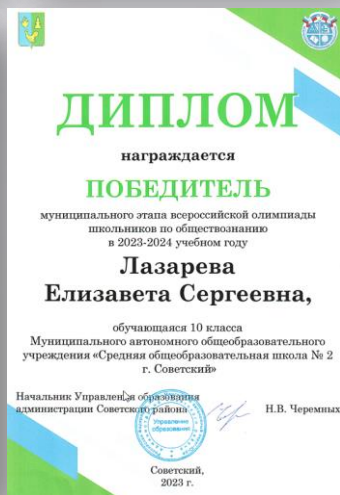 ДИПЛОМ
награждается
ПОБЕДИТЕЛЬ
муниципального этапа всероссийской олимпиады
школьников по обществознанию
в 2023-2024 учебном году
Лазарева
Елизавета Сергеевна,
обучающаяся 10 класса
Муниципального автономного общеобразовательного
учреждения «Средняя общеобразовательная школа № 2
г. Советский»
Начальник Управления образования
администрации Советского района
Н.В. Черемных
Управление
образования
Советский,
2023 г.